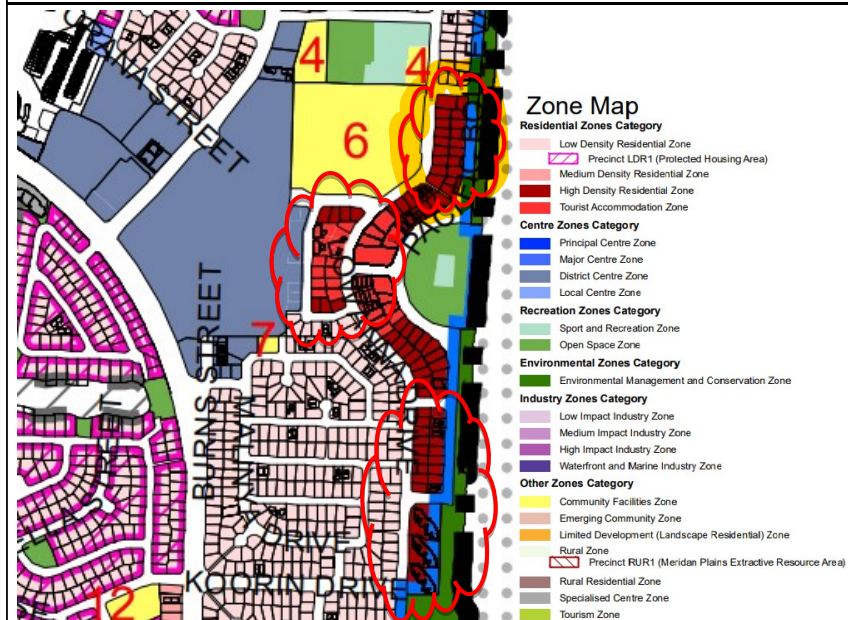 STREET
4
4
6
7
BURNS STREET
STREET
DRIVE
KOORIN DRIVE
12
Zone Map
Residential Zones Category
Low Density Residential Zone
Precinct LDR1 (Protected Housing Area)
Medium Density Residential Zone
High Density Residential Zone
Tourist Accommodation Zone
Centre Zones Category
Principal Centre Zone
Major Centre Zone
District Centre Zone
Local Centre Zone
Recreation Zones Category
Sport and Recreation Zone
Open Space Zone
Environmental Zones Category
Environmental Management and Conservation Zone
Industry Zones Category
Low Impact Industry Zone
Medium Impact Industry Zone
High Impact Industry Zone
Waterfront and Marine Industry Zone
Other Zones Category
Community Facilities Zone
Emerging Community Zone
Limited Development (Landscape Residential) Zone
Rural Zone
Precinct RUR1 (Meridan Plains Extractive Resource Area)
Rural Residential Zone
Specialised Centre Zone
Tourism Zone